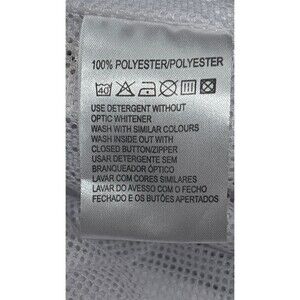 100% POLYESTER/POLYESTER
40
USE DETERGENT WITHOUT
OPTIC WHITENER
WASH WITH SIMILAR COLOURS
WASH INSIDE OUT WITH
CLOSED BUTTON/ZIPPER
USAR DETERGENTE SEM
BRANQUEADOR ÓPTICO
LAVAR COM CORES SIMILARES
LAVAR DO AVESSO COM O FECHO
FECHADO E OS BUTÕES APERTADOS